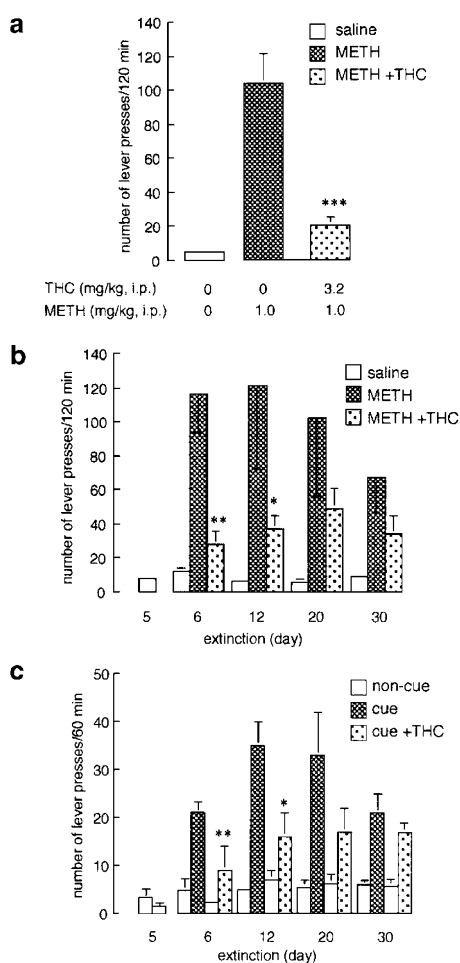 a
number of lever presses/120 min
140
120
100
80
60
40
20
0
saline
METH
METH +THC
***
THC (mg/kg, i.p.) 0 0 3.2
METH (mg/kg, i.p.) 0 1.0 1.0
b
number of lever presses/120 min
140
120
100
80
60
40
20
0
saline
METH
METH +THC
**
*
5 6 12 20 30
extinction (day)
c
number of lever presses/60 min
50
40
30
20
10
0
non-cue
cue
cue +THC
**
*
5 6 12 20 30
extinction (day)